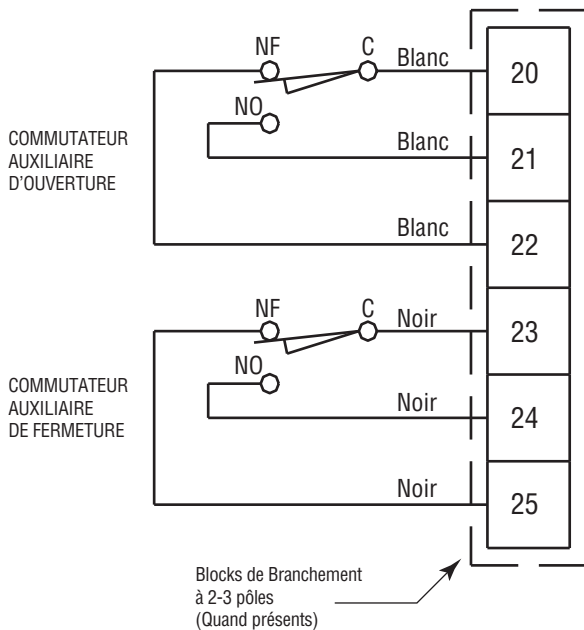 NF C Blanc 20
NO
COMMUTATEUR
AUXILIAIRE
D'OUVERTURE
Blanc 21
Blanc 22
NF C Noir 23
NO
COMMUTATEUR
AUXILIAIRE
DE FERMETURE
Noir 24
Noir 25
Blocks de Branchement
à 2-3 pôles
(Quand présents)